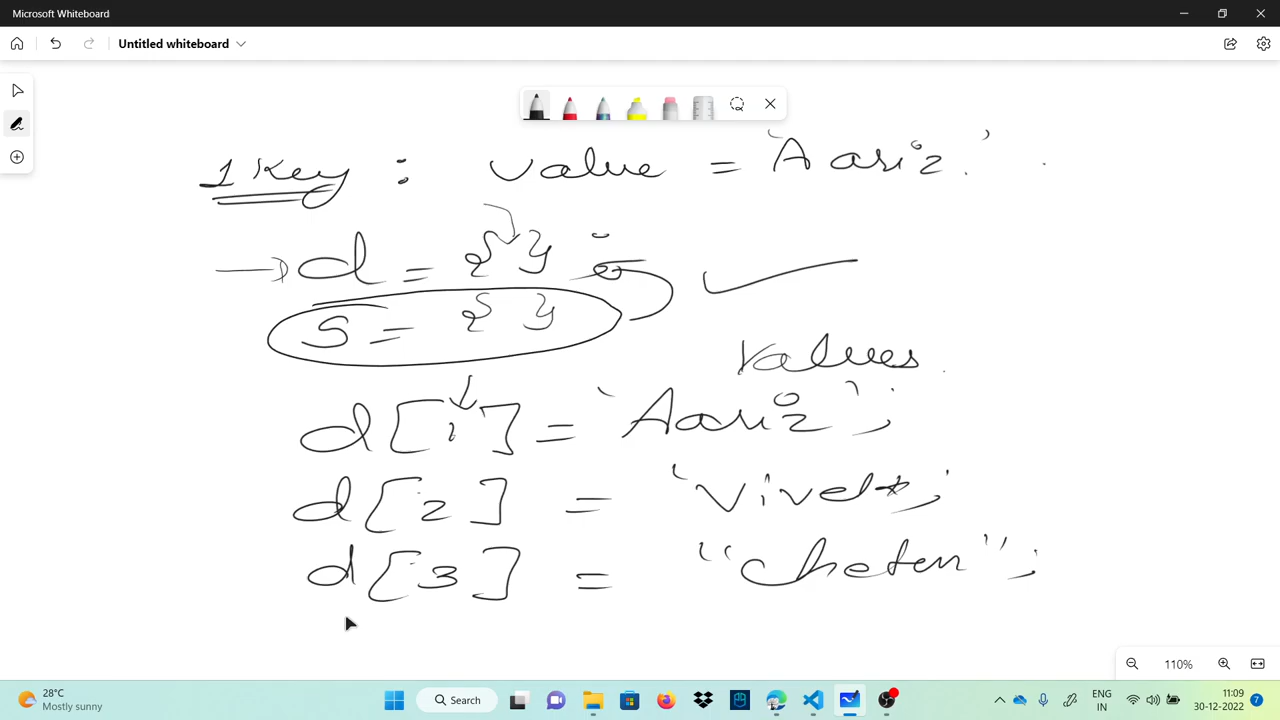 Microsoft Whiteboard
Untitled whiteboard
1 Key : value = 'Aariz'.
d = {}
S = {}
values
d[1] = 'Aariz';
d[2] = 'Vivek';
d[3] = "Chetan";
110%
28°C
Mostly sunny
Search
ENG
IN
11:09
30-12-2022
7